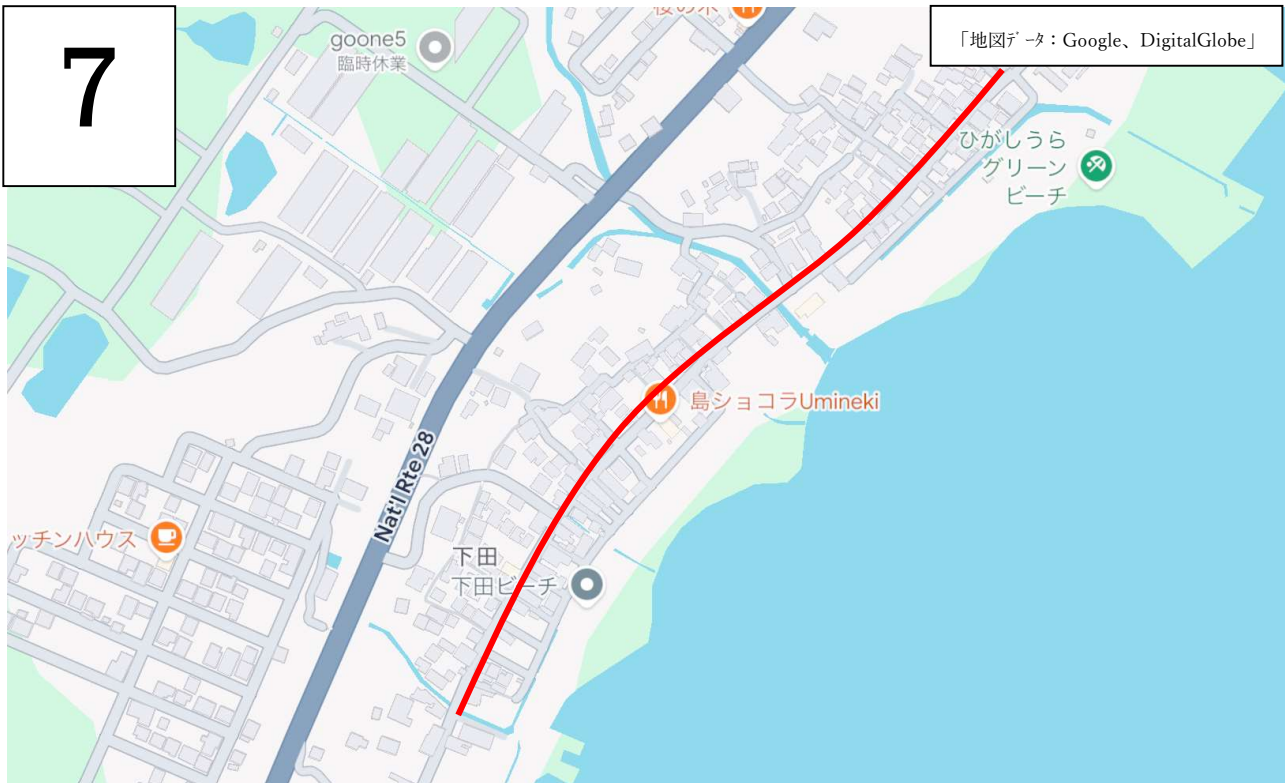 7
goone5
臨時休業
「地図ﾃﾞｰﾀ：Google、DigitalGlobe」
ひがしうら
グリーン
ビーチ
島ショコラUmineki
Nat'l Rte 28
ッチンハウス
下田
下田ビーチ